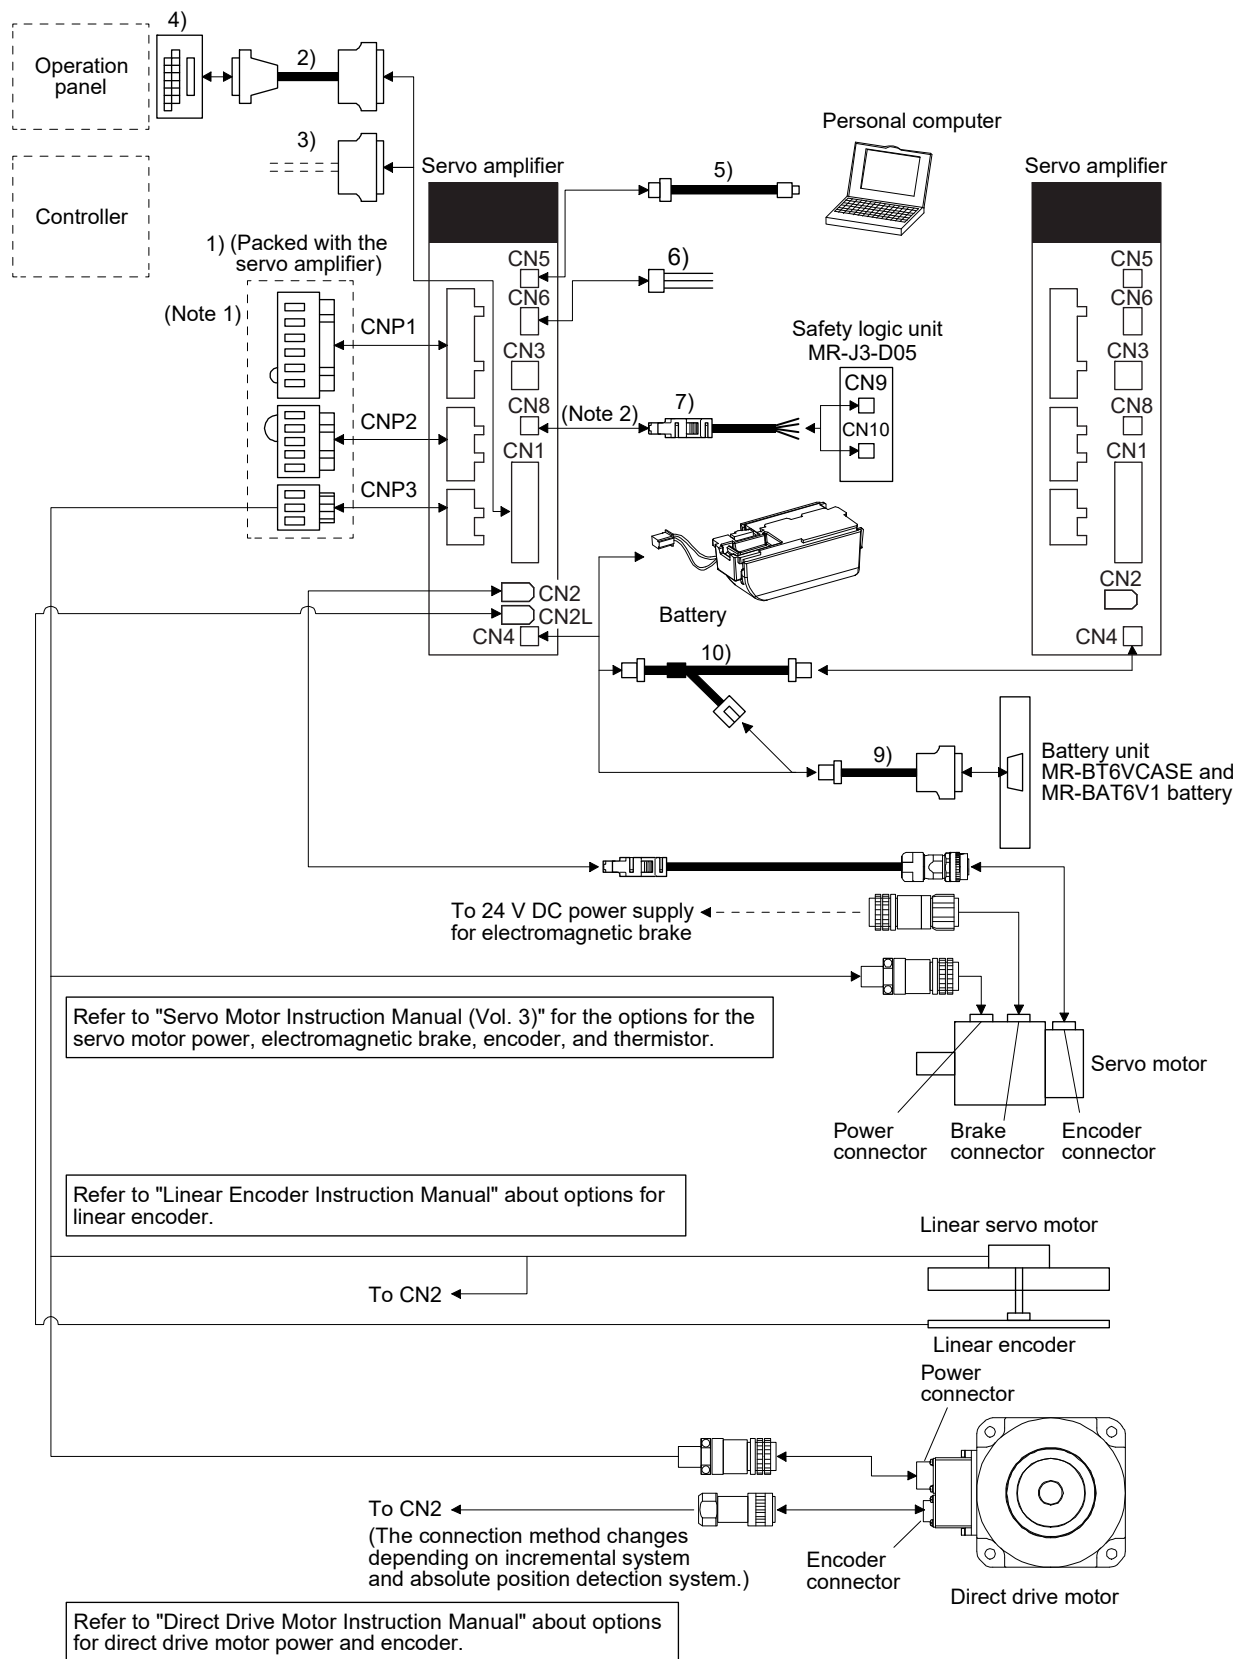 4)
Operation
panel
2)
3)
Controller
Servo amplifier
1) (Packed with the
servo amplifier)
(Note 1)
CNP1
CNP2
CNP3
CN5
CN6
CN3
CN8
CN1
CN2
CN2L
CN4
5)
Personal computer
6)
Safety logic unit
MR-J3-D05
CN9
CN10
(Note 2)
7)
Battery
10)
9)
Battery unit
MR-BT6VCASE and
MR-BAT6V1 battery
Servo amplifier
CN5
CN6
CN3
CN8
CN1
CN2
CN4
To 24 V DC power supply
for electromagnetic brake
Refer to "Servo Motor Instruction Manual (Vol. 3)" for the options for the
servo motor power, electromagnetic brake, encoder, and thermistor.
Servo motor
Power
connector
Brake
connector
Encoder
connector
Refer to "Linear Encoder Instruction Manual" about options for
linear encoder.
Linear servo motor
To CN2
Linear encoder
Power
connector
To CN2
(The connection method changes
depending on incremental system
and absolute position detection system.)
Encoder
connector
Direct drive motor
Refer to "Direct Drive Motor Instruction Manual" about options
for direct drive motor power and encoder.